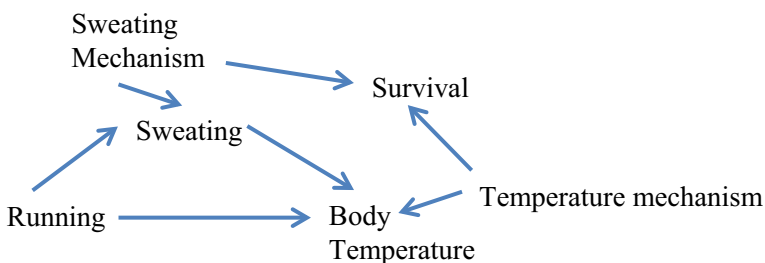 Sweating
Mechanism
Survival
Sweating
Temperature mechanism
Running
Body
Temperature